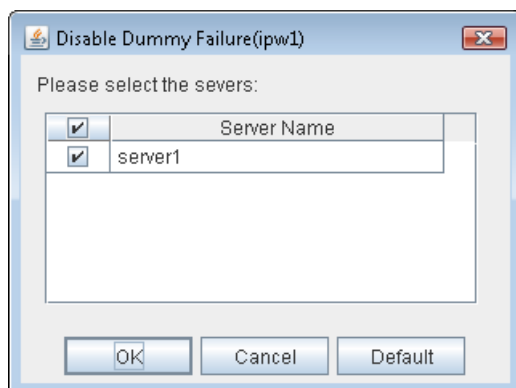 Disable Dummy Failure(ipw1)
Please select the severs:
Server Name
server1
OK Cancel Default